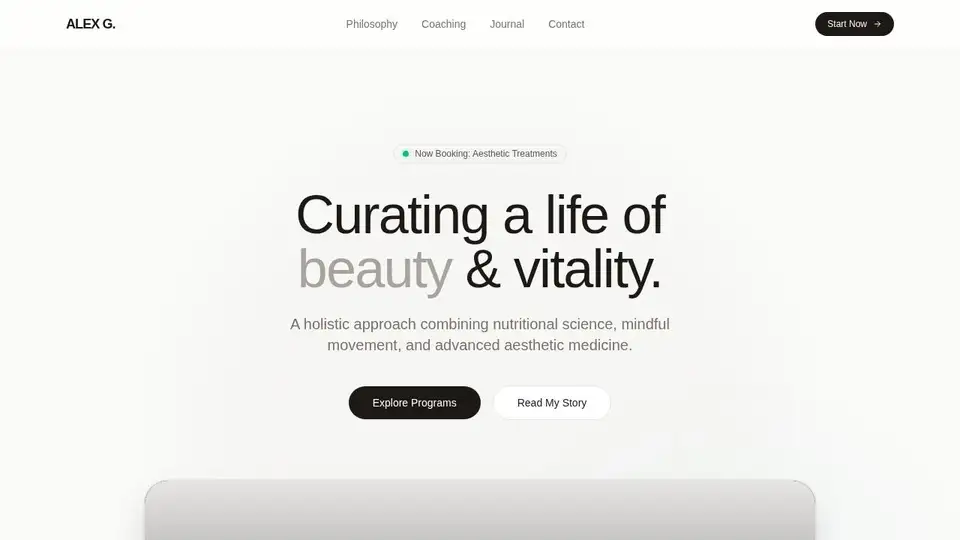 ALEX G.
Philosophy
Coaching
Journal
Contact
Start Now
Now Booking: Aesthetic Treatments
Curating a life of
beauty & vitality.
A holistic approach combining nutritional science, mindful
movement, and advanced aesthetic medicine.
Explore Programs
Read My Story